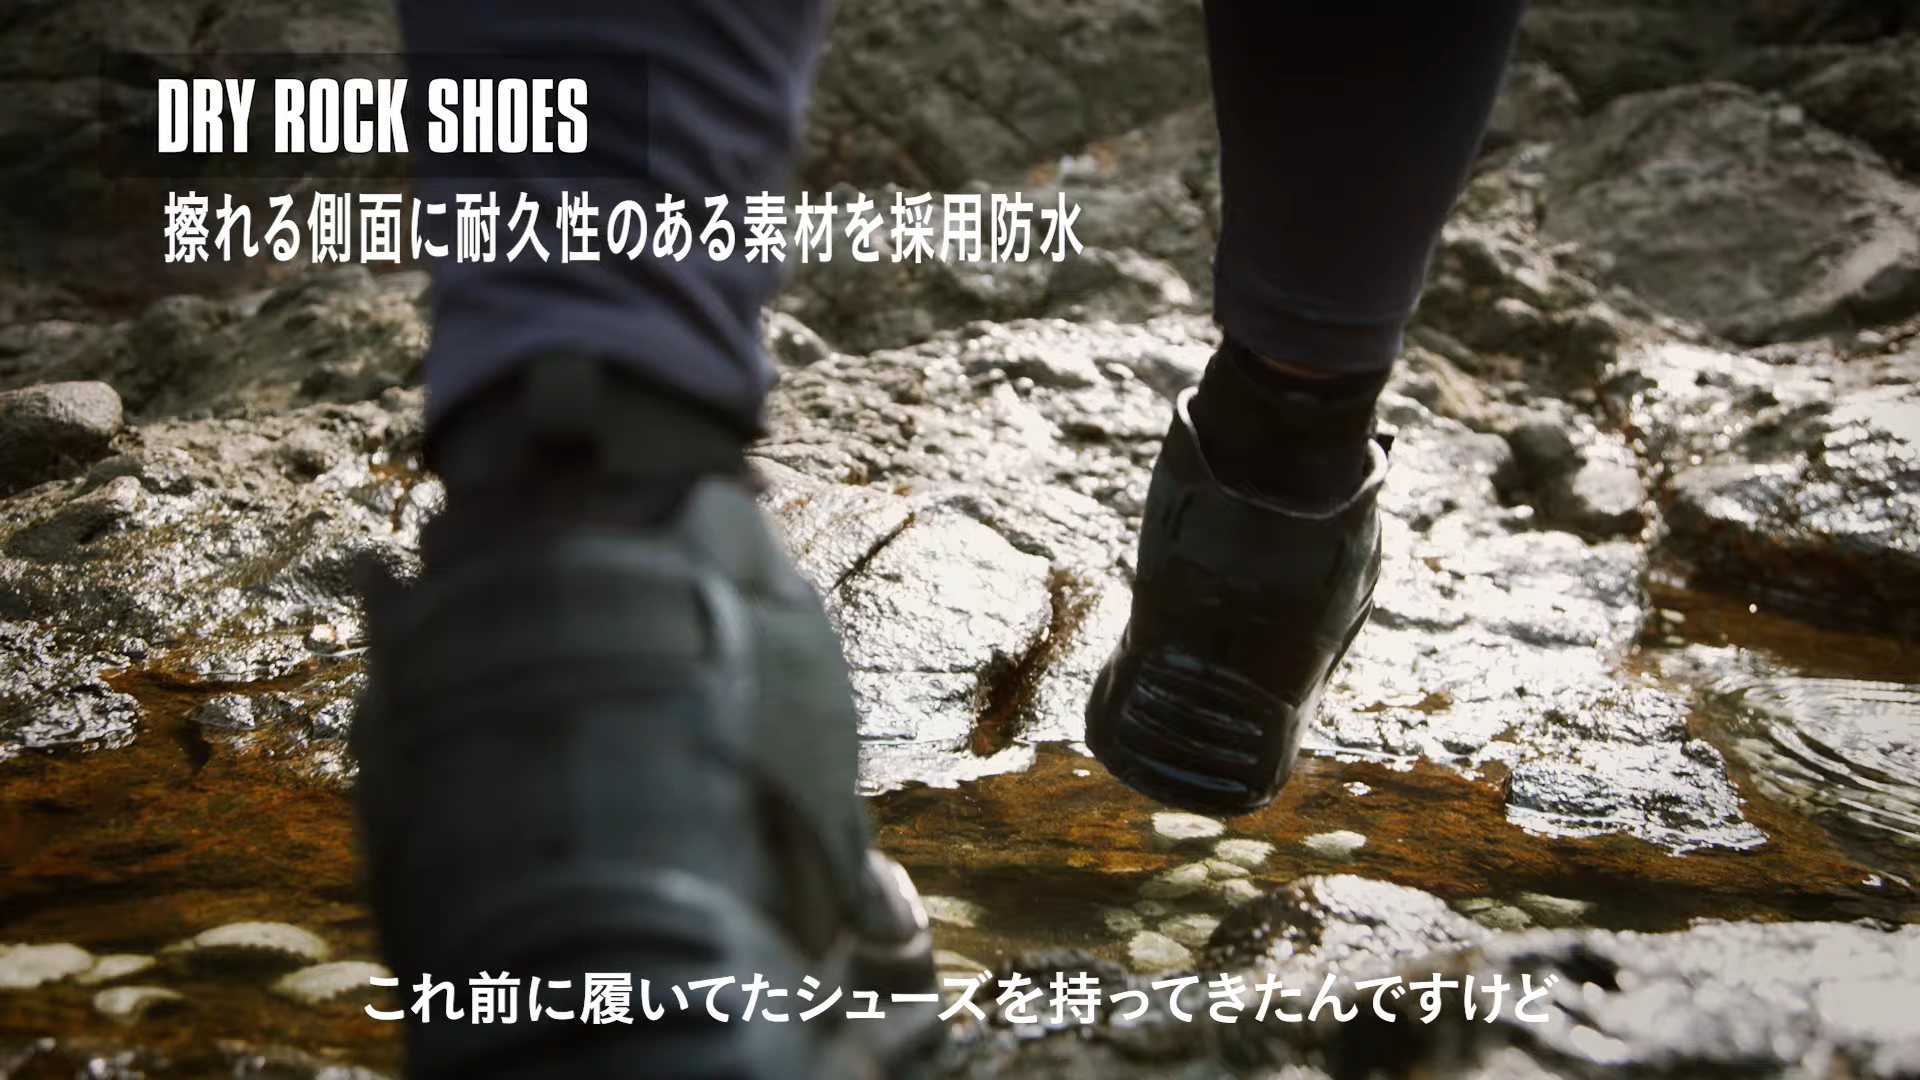 DRY ROCK SHOES
擦れる側面に耐久性のある素材を採用防水
これ前に履いてたシューズを持ってきたんですけど